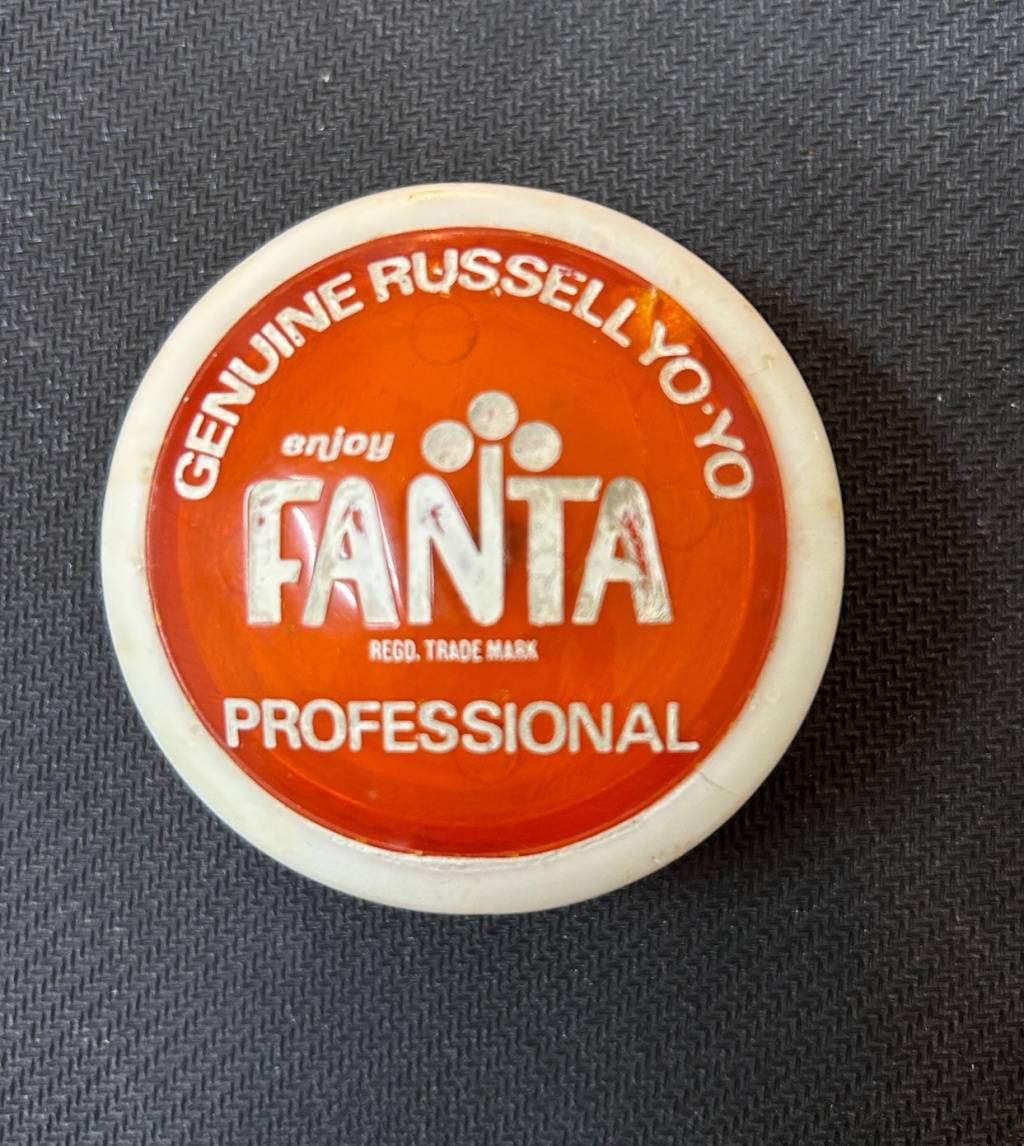 GENUINE RUSSELL YO·YO
enjoy
FANTA
REGD. TRADE MARK
PROFESSIONAL